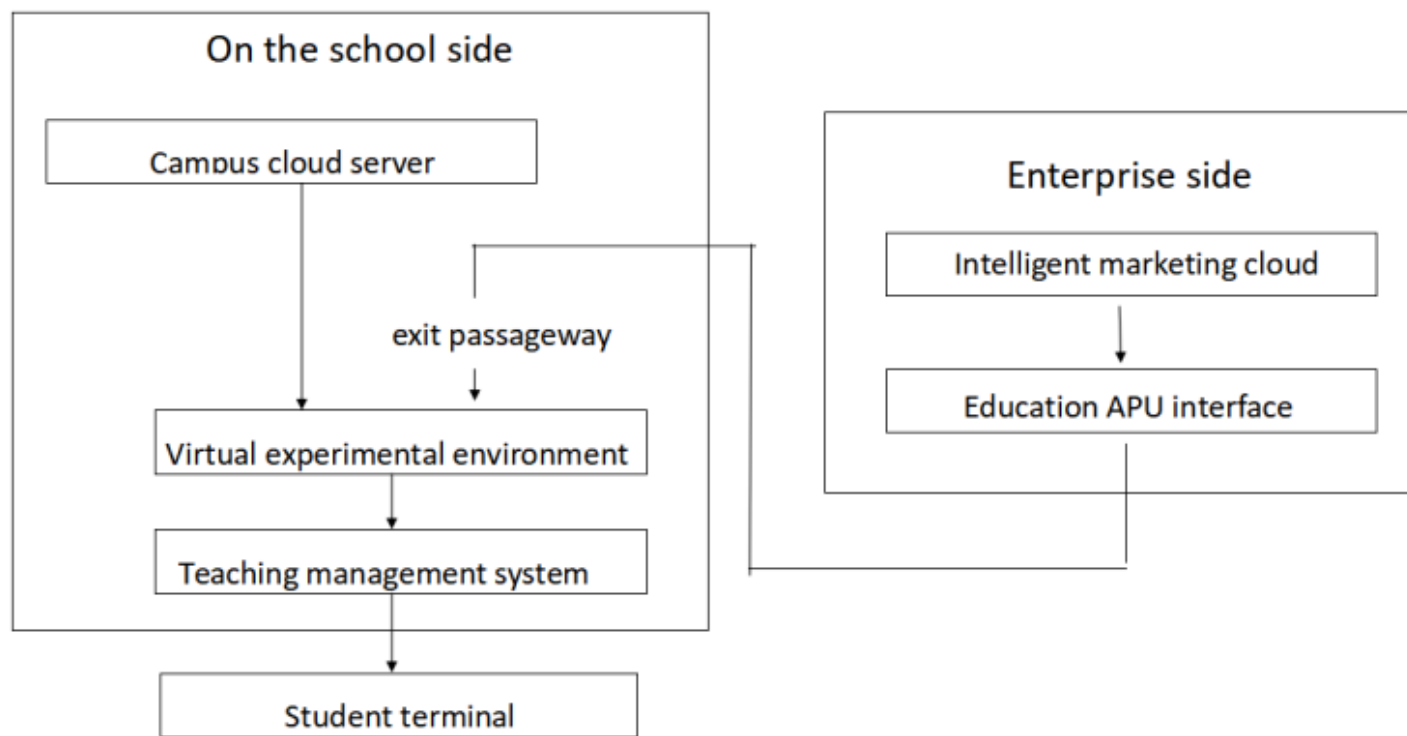 On the school side
Campus cloud server
exit passageway
Virtual experimental environment
Teaching management system
Student terminal
Enterprise side
Intelligent marketing cloud
Education APU interface